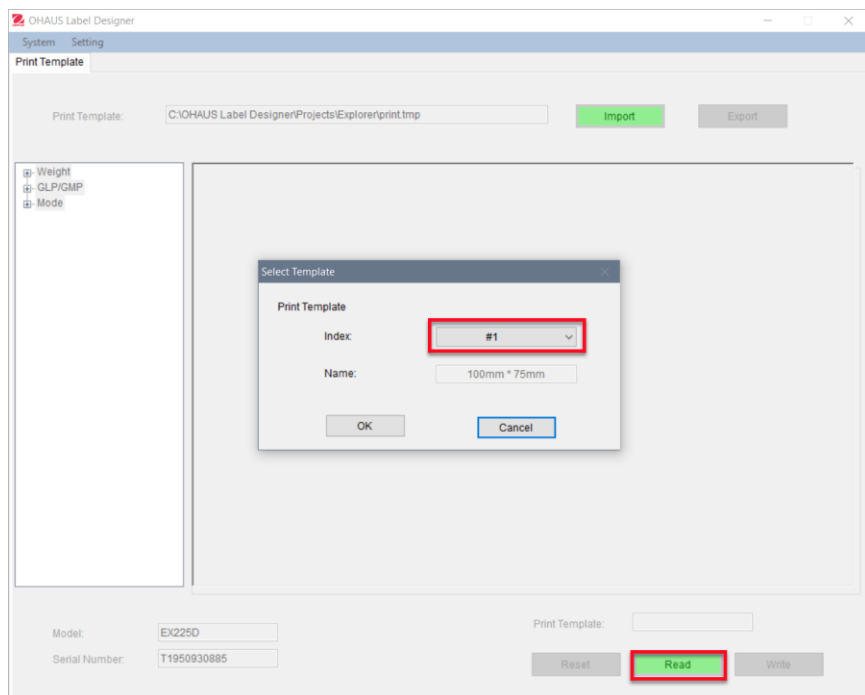 OHAUS Label Designer
System Setting
Print Template
Print Template: C:\OHAUS Label Designer\Projects\Explorer\print.tmp Import Export
Weight
GLP/GMP
Mode
Select Template
Print Template
Index: #1
Name: 100mm * 75mm
OK Cancel
Print Template:
Model: EX225D
Serial Number: T1950930885
Reset Read Write